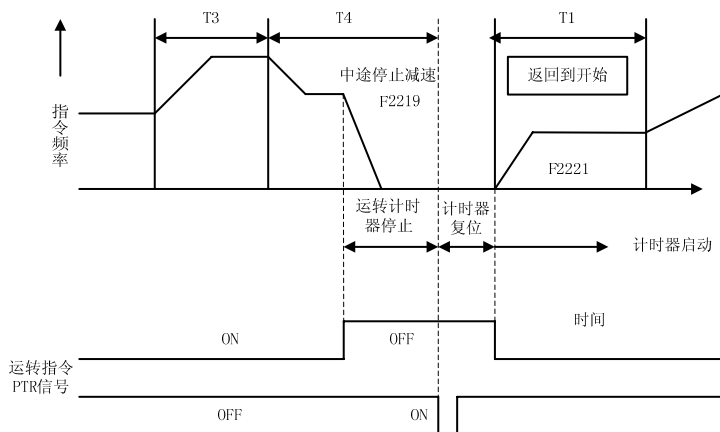 T3
T4
T1
中途停止减速
F2219
返回到开始
指令频率
F2221
运转计时
器停止
计时器
复位
计时器启动
时间
ON
OFF
运转指令
PTR信号
OFF
ON